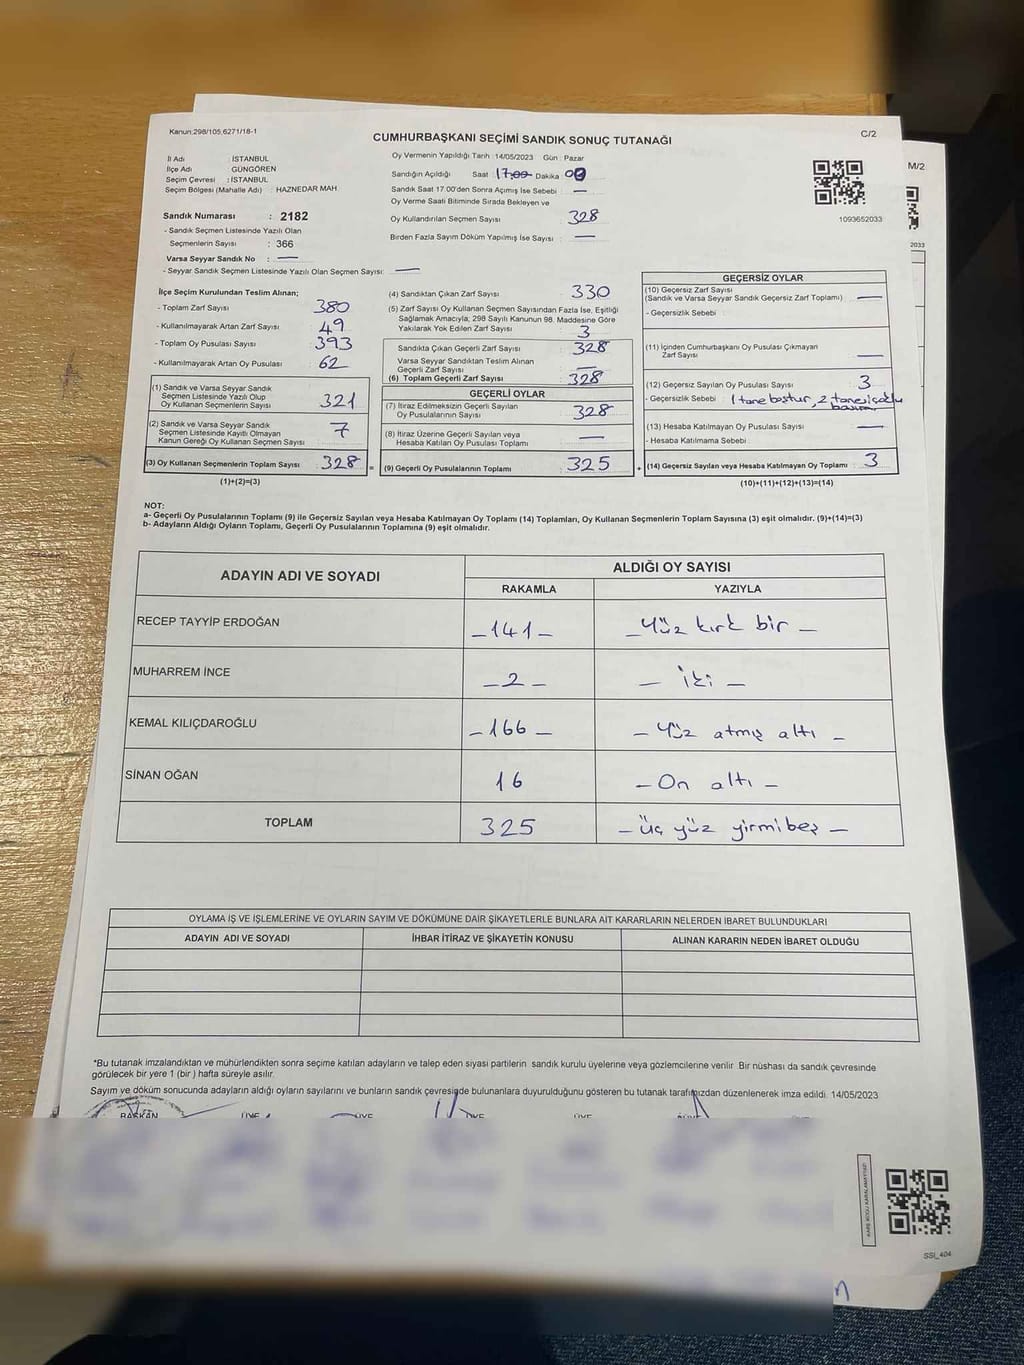 Kanun:298/105,6271/18-1
C/2
CUMHURBAŞKANI SEÇİMİ SANDIK SONUÇ TUTANAĞI
M/2
İl Adı : İSTANBUL
İlçe Adı : GÜNGÖREN
Seçim Çevresi : İSTANBUL
Seçim Bölgesi (Mahalle Adı) : HAZNEDAR MAH.
Oy Vermenin Yapıldığı Tarih :14/05/2023 Gün : Pazar
Sandığın Açıldığı Saat : 17.00 Dakika 00
Sandık Saat 17.00'den Sonra Açımış İse Sebebi : —
Oy Verme Saati Bitiminde Sırada Bekleyen ve
Oy Kullandırılan Seçmen Sayısı : 328
Birden Fazla Sayım Döküm Yapılmış İse Sayısı : —
1093652033
2033
Sandık Numarası : 2182
- Sandık Seçmen Listesinde Yazılı Olan
Seçmenlerin Sayısı : 366
Varsa Seyyar Sandık No : —
- Seyyar Sandık Seçmen Listesinde Yazılı Olan Seçmen Sayısı: —
İlçe Seçim Kurulundan Teslim Alınan;
- Toplam Zarf Sayısı : 380
- Kullanılmayarak Artan Zarf Sayısı : 49
- Toplam Oy Pusulası Sayısı : 393
- Kullanılmayarak Artan Oy Pusulası : 62
(1) Sandık ve Varsa Seyyar Sandık
Seçmen Listesinde Yazılı Olup
Oy Kullanan Seçmenlerin Sayısı : 321
(2) Sandık ve Varsa Seyyar Sandık
Seçmen Listesinde Kayıtlı Olmayan
Kanun Gereği Oy Kullanan Seçmen Sayısı : 7
(3) Oy Kullanan Seçmenlerin Toplam Sayısı : 328
(1)+(2)=(3)
(4) Sandıktan Çıkan Zarf Sayısı : 330
(5) Zarf Sayısı Oy Kullanan Seçmen Sayısından Fazla İse, Eşitliği
Sağlamak Amacıyla, 298 Sayılı Kanunun 98. Maddesine Göre
Yakılarak Yok Edilen Zarf Sayısı : 3
Sandıkta Çıkan Geçerli Zarf Sayısı : 328
Varsa Seyyar Sandıktan Teslim Alınan
Geçerli Zarf Sayısı : —
(6) Toplam Geçerli Zarf Sayısı : 328
GEÇERLİ OYLAR
(7) İtiraz Edilmeksizin Geçerli Sayılan
Oy Pusulalarının Sayısı : 328
(8) İtiraz Üzerine Geçerli Sayılan veya
Hesaba Katılan Oy Pusulası Toplamı : —
= (9) Geçerli Oy Pusulalarının Toplamı : 325
GEÇERSİZ OYLAR
(10) Geçersiz Zarf Sayısı
(Sandık ve Varsa Seyyar Sandık Geçersiz Zarf Toplamı) : —
- Geçersizlik Sebebi :
(11) İçinden Cumhurbaşkanı Oy Pusulası Çıkmayan
Zarf Sayısı : —
(12) Geçersiz Sayılan Oy Pusulası Sayısı : 3
- Geçersizlik Sebebi : 1 tane boştur, 2 tane
(13) Hesaba Katılmayan Oy Pusulası Sayısı : —
- Hesaba Katılmama Sebebi :
+ (14) Geçersiz Sayılan veya Hesaba Katılmayan Oy Toplamı : 3
(10)+(11)+(12)+(13)=(14)
NOT:
a- Geçerli Oy Pusulalarının Toplamı (9) ile Geçersiz Sayılan veya Hesaba Katılmayan Oy Toplamı (14) Toplamları, Oy Kullanan Seçmenlerin Toplam Sayısına (3) eşit olmalıdır. (9)+(14)=(3)
b- Adayların Aldığı Oyların Toplamı, Geçerli Oy Pusulalarının Toplamına (9) eşit olmalıdır.
ADAYIN ADI VE SOYADI
ALDIĞI OY SAYISI
RAKAMLA YAZIYLA
RECEP TAYYİP ERDOĞAN – 141 – – Yüz kırk bir –
MUHARREM İNCE – 2 – – iki –
KEMAL KILIÇDAROĞLU – 166 – – Yüz atmış altı –
SİNAN OĞAN 16 – On altı –
TOPLAM 325 – üç yüz yirmibeş –
OYLAMA İŞ VE İŞLEMLERİNE VE OYLARIN SAYIM VE DÖKÜMÜNE DAİR ŞİKAYETLERLE BUNLARA AİT KARARLARIN NELERDEN İBARET BULUNDUKLARI
ADAYIN ADI VE SOYADI İHBAR İTİRAZ VE ŞİKAYETİN KONUSU ALINAN KARARIN NEDEN İBARET OLDUĞU
*Bu tutanak imzalandıktan ve mühürlendikten sonra seçime katılan adayların ve talep eden siyasi partilerin sandık kurulu üyelerine veya gözlemcilerine verilir. Bir nüshası da sandık çevresinde
görülecek bir yere 1 (bir ) hafta süreyle asılır.
Sayım ve döküm sonucunda adayların aldığı oyların sayılarını ve bunların sandık çevresinde bulunanlara duyurulduğunu gösteren bu tutanak tarafımızdan düzenlenerek imza edildi. 14/05/2023
BAŞKAN ÜYE ÜYE ÜYE ÜYE ÜYE ÜYE
SSI_404